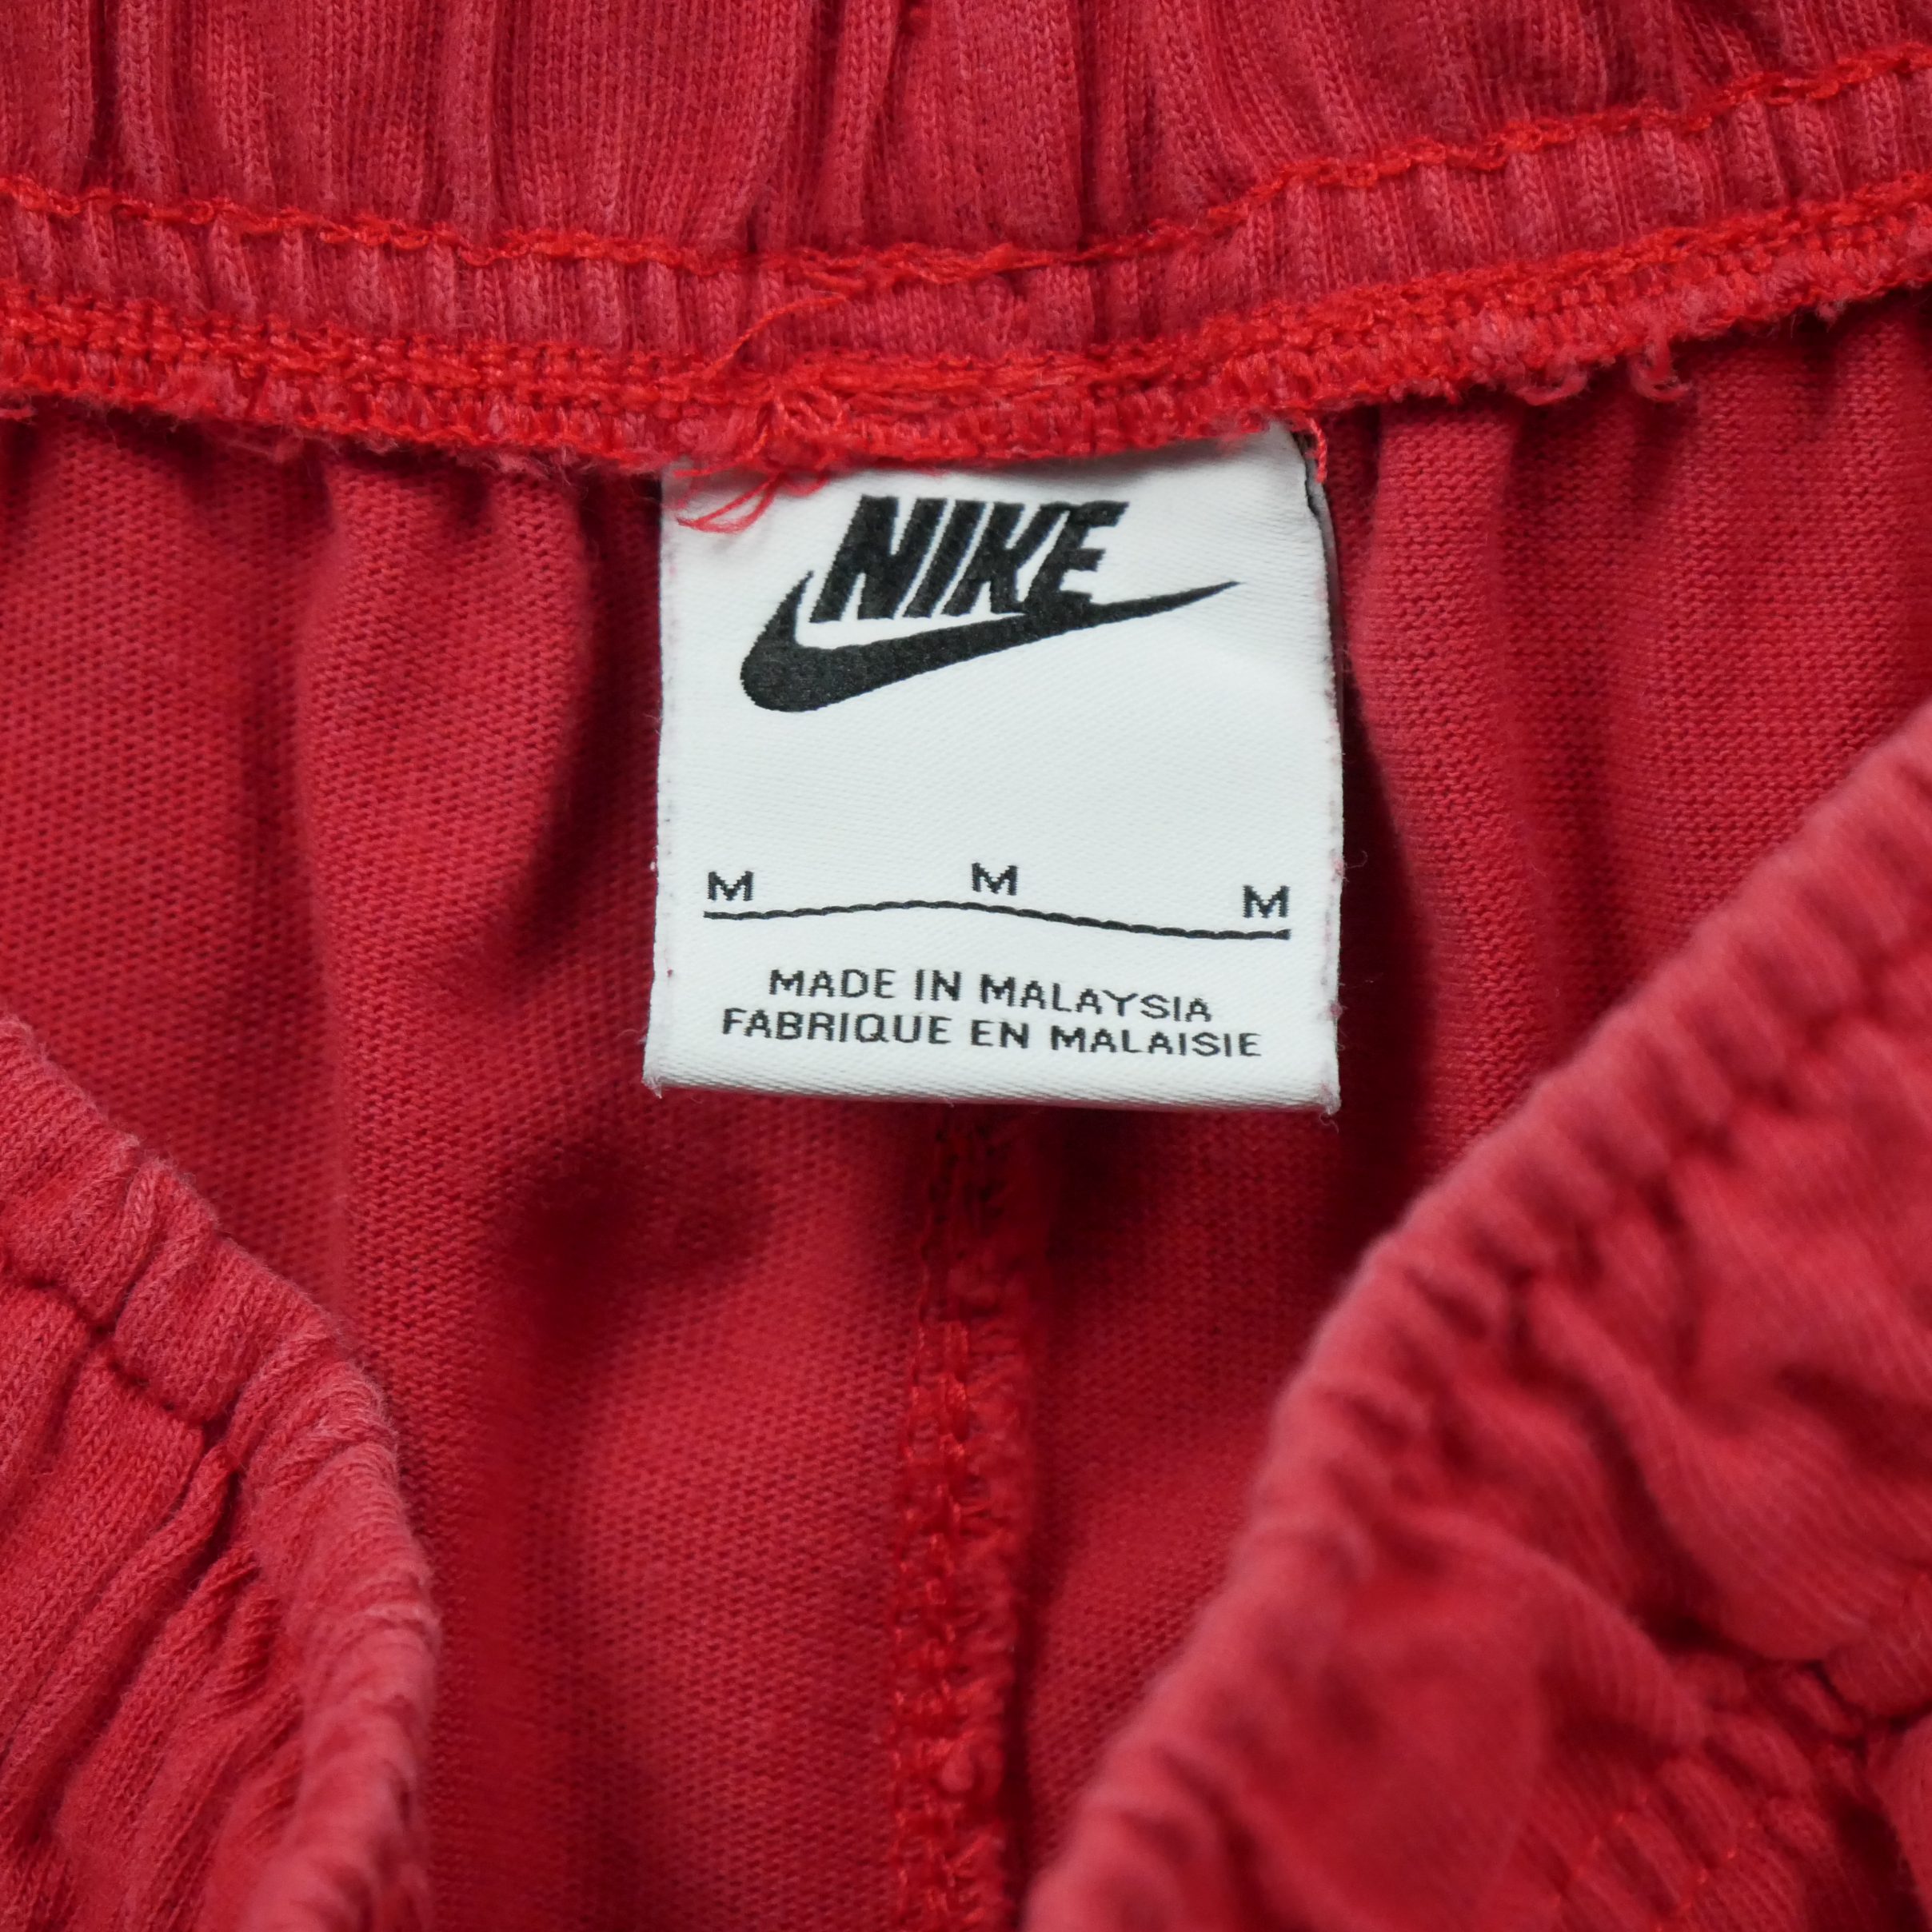 NIKE
M M M
MADE IN MALAYSIA
FABRIQUE EN MALAISIE